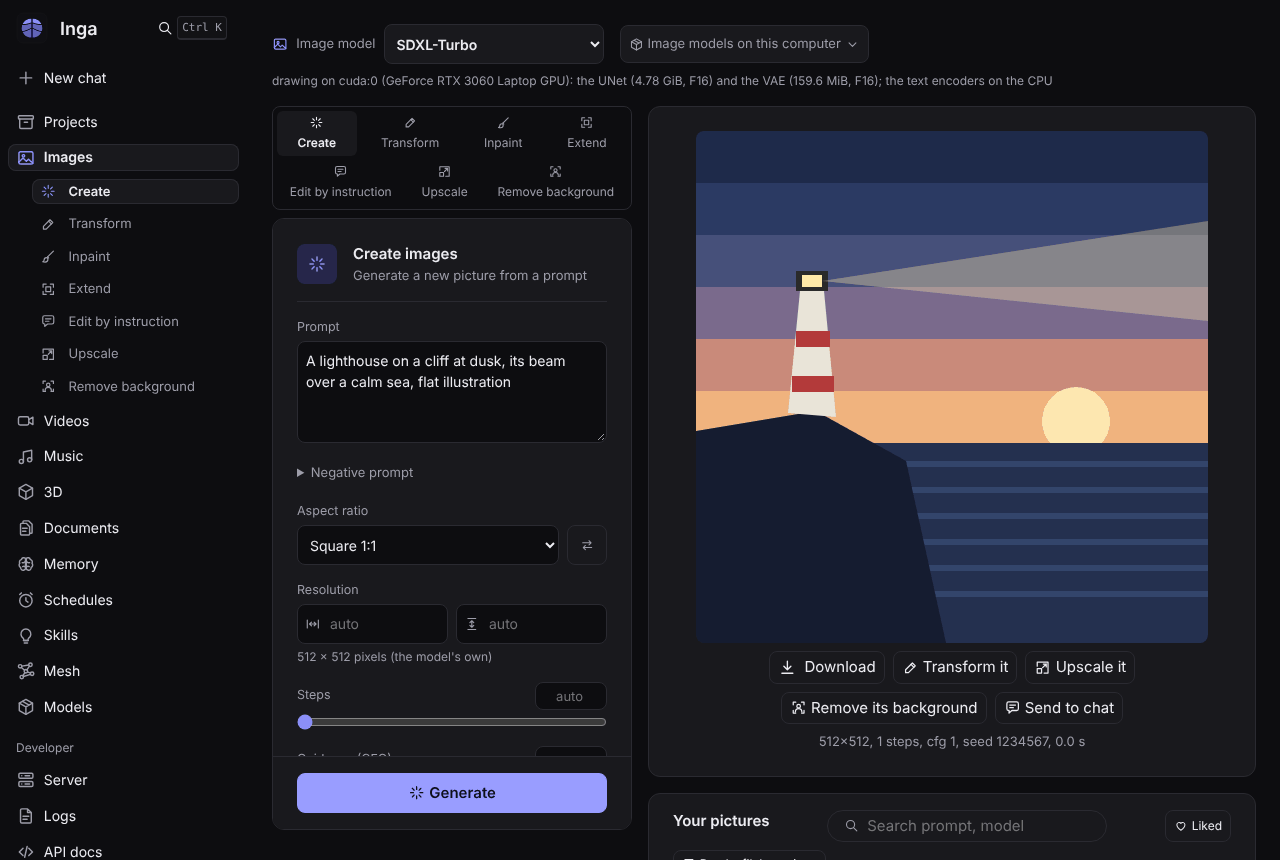 Inga
Ctrl K
New chat
Projects
Images
Create
Transform
Inpaint
Extend
Edit by instruction
Upscale
Remove background
Videos
Music
3D
Documents
Memory
Schedules
Skills
Mesh
Models
Developer
Server
Logs
API docs
Image model
SDXL-Turbo
Image models on this computer
drawing on cuda:0 (GeForce RTX 3060 Laptop GPU): the UNet (4.78 GiB, F16) and the VAE (159.6 MiB, F16); the text encoders on the CPU
Create
Transform
Inpaint
Extend
Edit by instruction
Upscale
Remove background
Create images
Generate a new picture from a prompt
Prompt
A lighthouse on a cliff at dusk, its beam
over a calm sea, flat illustration
Negative prompt
Aspect ratio
Square 1:1
Resolution
auto
auto
512 × 512 pixels (the model's own)
Steps
auto
Generate
Download
Transform it
Upscale it
Remove its background
Send to chat
512×512, 1 steps, cfg 1, seed 1234567, 0.0 s
Your pictures
Search prompt, model
Liked